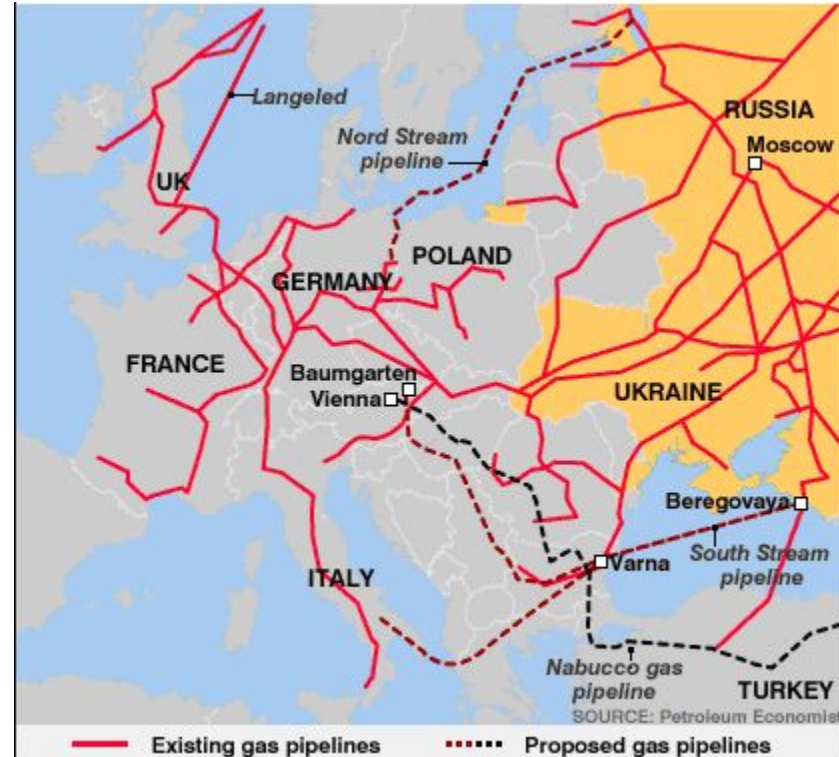 Langeled
RUSSIA
Nord Stream
pipeline
Moscow
UK
POLAND
GERMANY
FRANCE
Baumgarten
Vienna
UKRAINE
Beregovaya
South Stream
pipeline
Varna
ITALY
Nabucco gas
pipeline
TURKEY
SOURCE: Petroleum Economist
Existing gas pipelines
Proposed gas pipelines